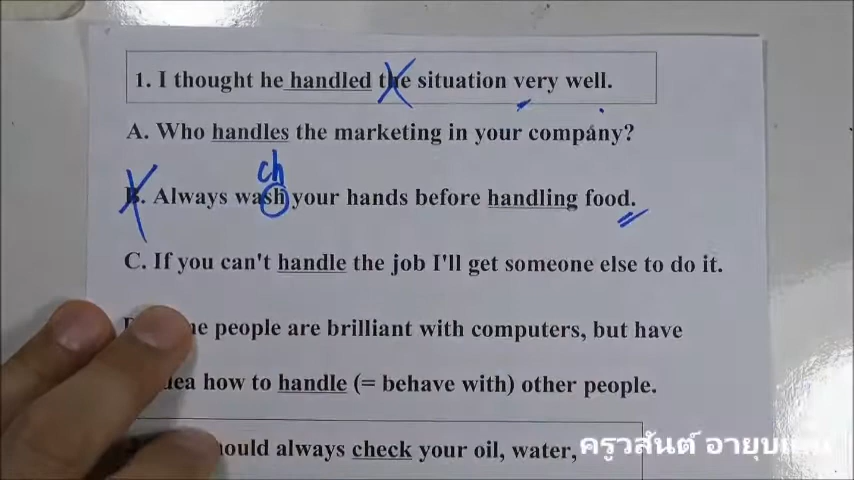 1. I thought he handled the situation very well.
A. Who handles the marketing in your company?
ch
B. Always wash your hands before handling food.
C. If you can't handle the job I'll get someone else to do it.
people are brilliant with computers, but have
how to handle (= behave with) other people.
always check your oil, water,
ครูวสันต์ อายุบ